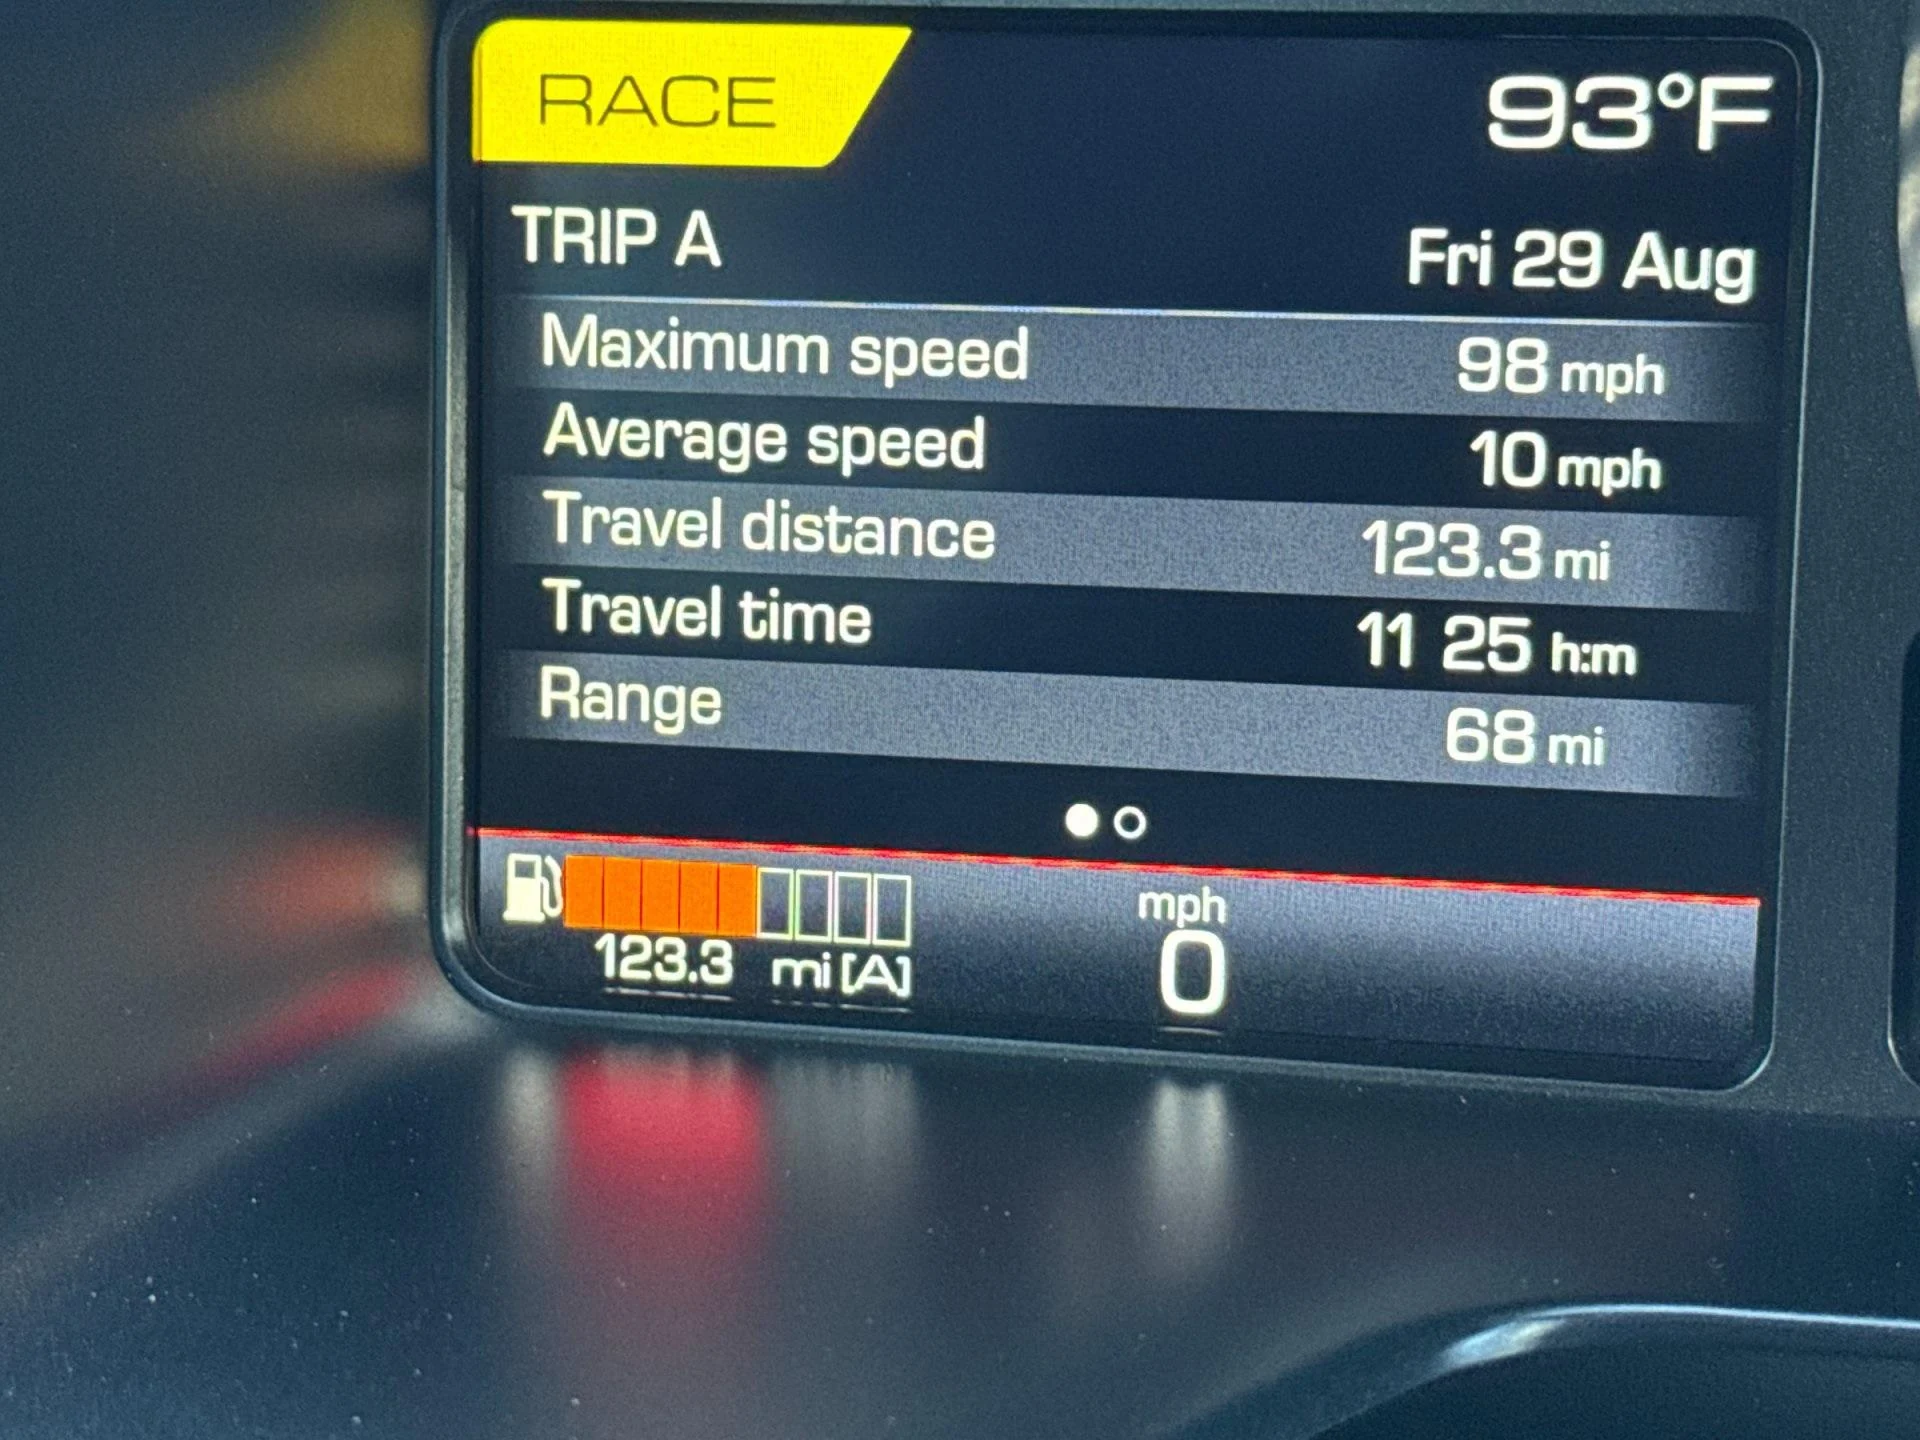 RACE 93°F
TRIP A Fri 29 Aug
Maximum speed 98 mph
Average speed 10 mph
Travel distance 123.3 mi
Travel time 11 25 h:m
Range 68 mi
mph
123.3 mi [A] 0